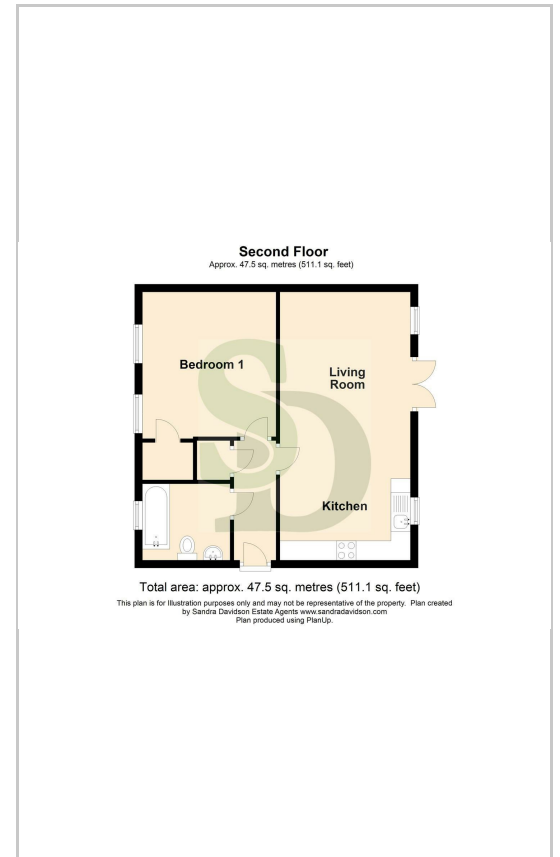 Second Floor
Approx. 47.5 sq. metres (511.1 sq. feet)
Bedroom 1
Living
Room
Kitchen
Total area: approx. 47.5 sq. metres (511.1 sq. feet)
This plan is for Illustration purposes only and may not be representative of the property. Plan created
by Sandra Davidson Estate Agents www.sandradavidson.com
Plan produced using PlanUp.
SD